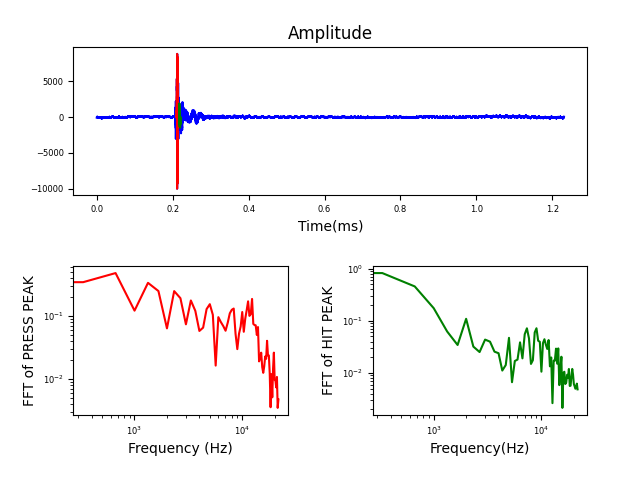 Amplitude
5000
0
−5000
−10000
0.0 0.2 0.4 0.6 0.8 1.0 1.2
Time(ms)
FFT of PRESS PEAK
10⁻¹
10⁻²
10³ 10⁴
Frequency (Hz)
FFT of HIT PEAK
10⁰
10⁻¹
10⁻²
10³ 10⁴
Frequency(Hz)